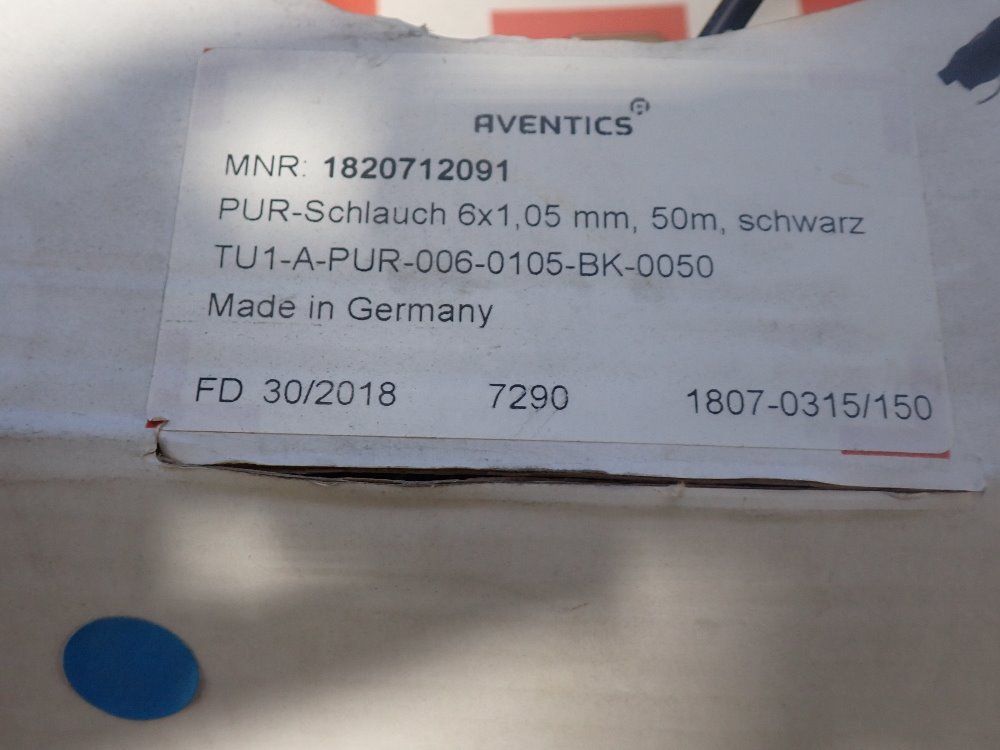 AVENTICS®
MNR: 1820712091
PUR-Schlauch 6x1,05 mm, 50m, schwarz
TU1-A-PUR-006-0105-BK-0050
Made in Germany
FD 30/2018 7290 1807-0315/150